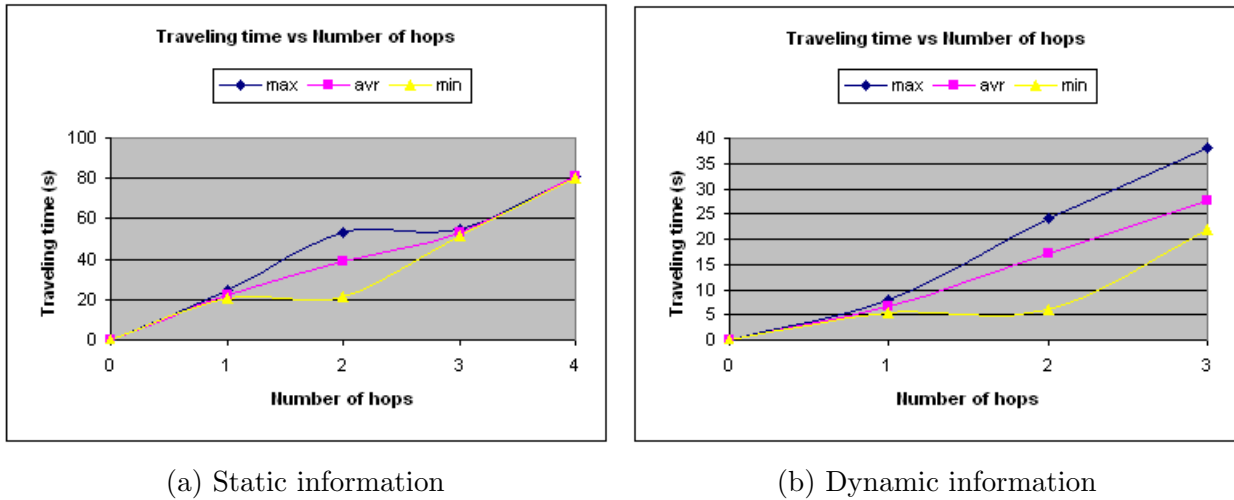 Traveling time vs Number of hops
max avr min
Traveling time (s)
100
80
60
40
20
0
0 1 2 3 4
Number of hops
(a) Static information
Traveling time vs Number of hops
max avr min
Traveling time (s)
40
35
30
25
20
15
10
5
0
0 1 2 3
Number of hops
(b) Dynamic information